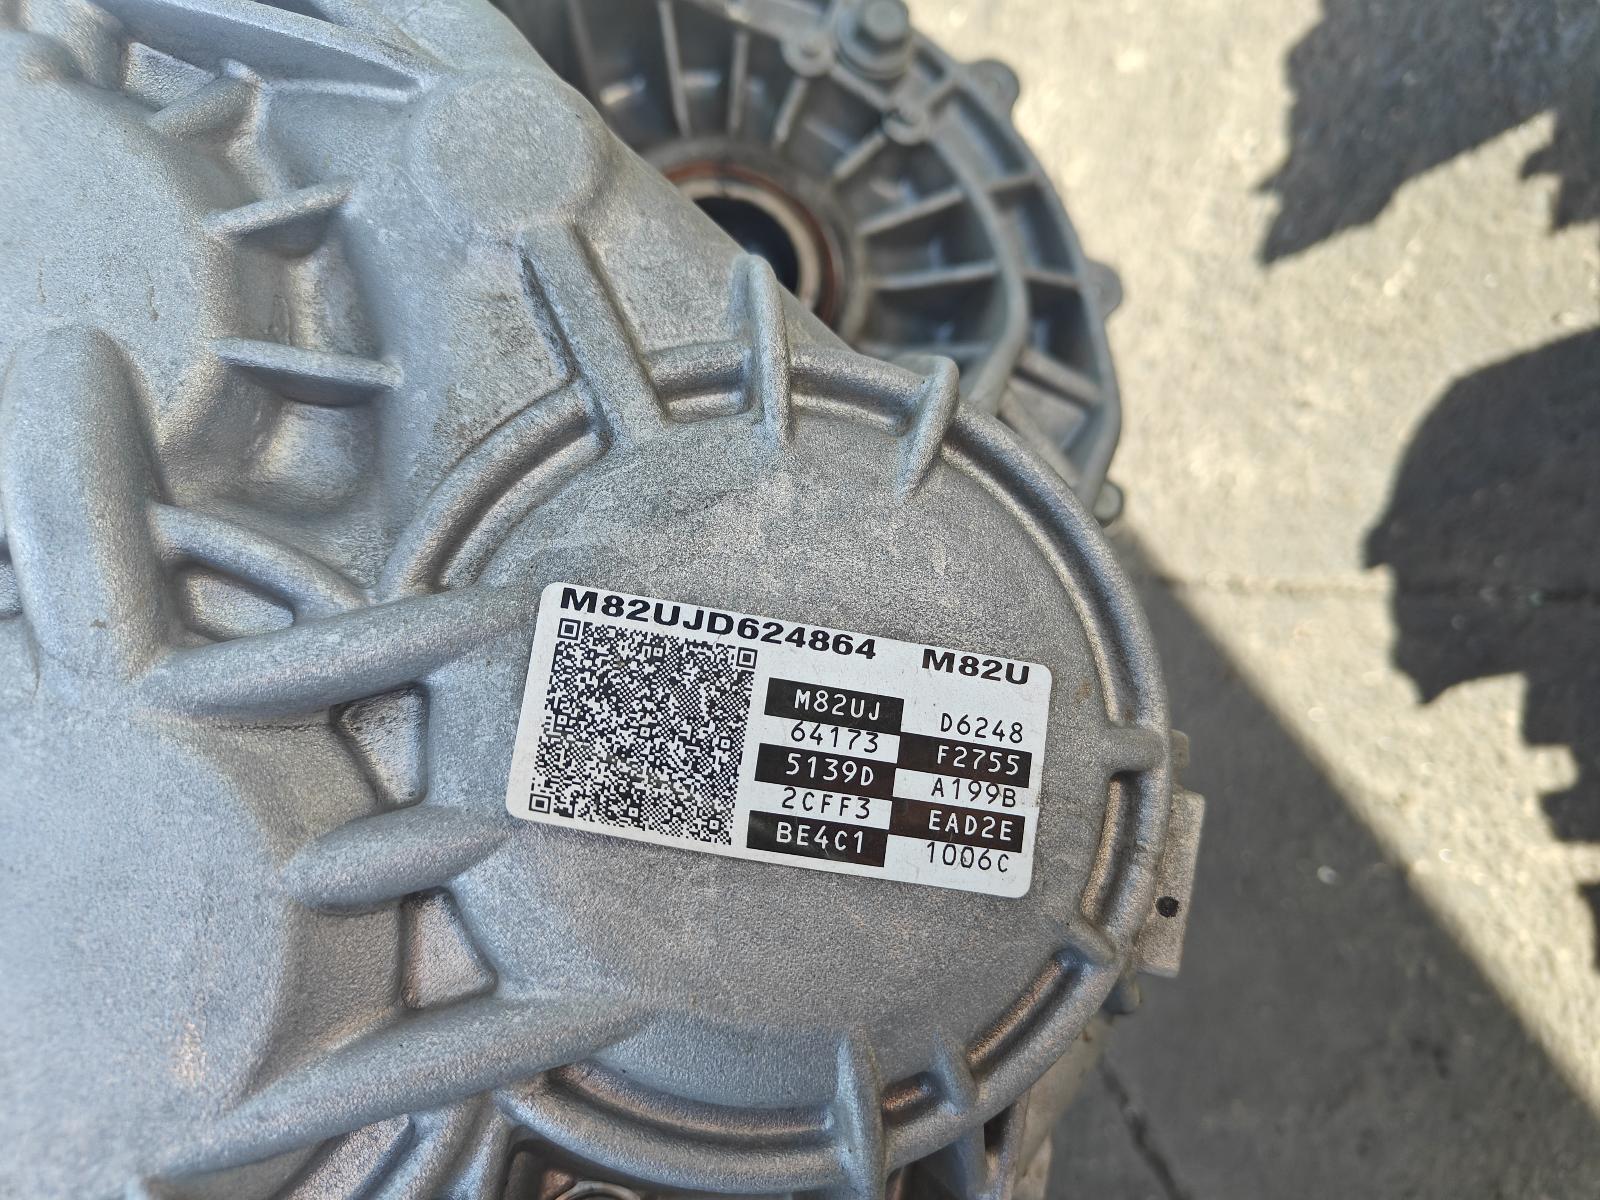 M82UJD624864 M82U
M82UJ D6248
64173 F2755
5139D A199B
2CFF3 EAD2E
BE4C1 1006C